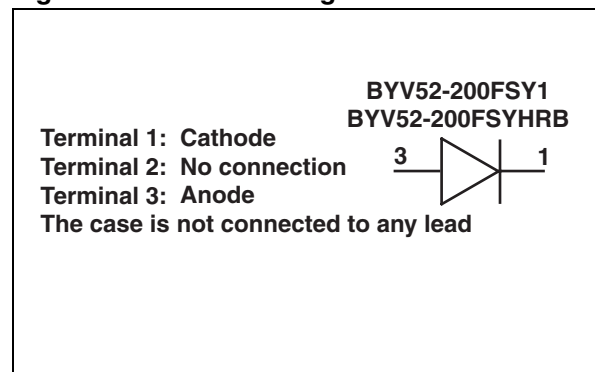 BYV52-200FSY1
BYV52-200FSYHRB
Terminal 1: Cathode
Terminal 2: No connection
Terminal 3: Anode
The case is not connected to any lead
3
1